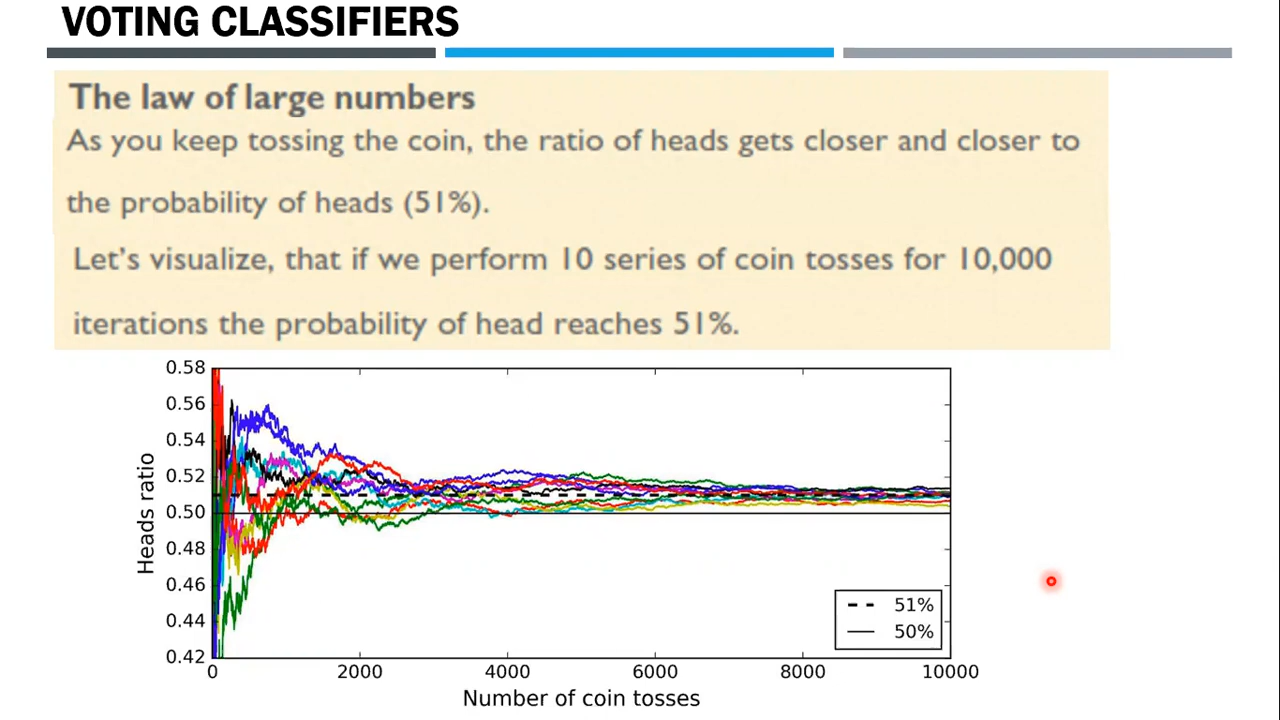 VOTING CLASSIFIERS
The law of large numbers
As you keep tossing the coin, the ratio of heads gets closer and closer to
the probability of heads (51%).
Let's visualize, that if we perform 10 series of coin tosses for 10,000
iterations the probability of head reaches 51%.
0.58
0.56
0.54
0.52
0.50
0.48
0.46
0.44
0.42
Heads ratio
51%
50%
0 2000 4000 6000 8000 10000
Number of coin tosses